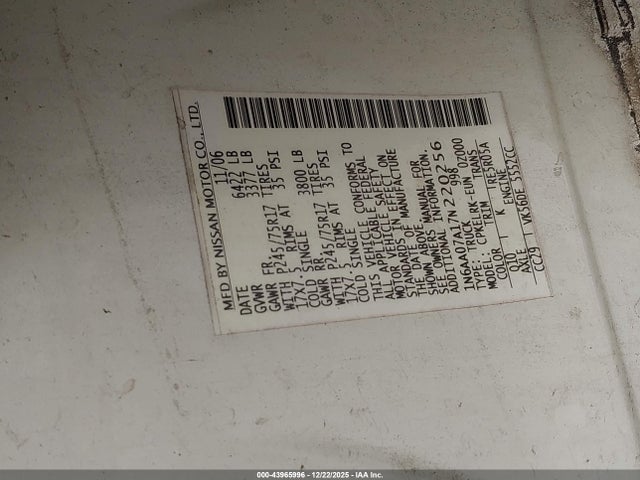 MFD BY NISSAN MOTOR CO., LTD.
DATE 11/06
GVWR 6422 LB
GAWR FR 3377 LB
WITH P245/75R17 TIRES
17X7.5 RIMS AT 35 PSI
COLD SINGLE
GAWR RR 3800 LB
WITH P245/75R17 TIRES
17X7.5 RIMS AT 35 PSI
COLD SINGLE
THIS VEHICLE CONFORMS TO
ALL APPLICABLE FEDERAL
MOTOR VEHICLE SAFETY
STANDARDS IN EFFECT ON
THE DATE OF MANUFACTURE
SHOWN ABOVE.
SEE OWNERS MANUAL FOR
ADDITIONAL INFORMATION.
1N6AA07A17N220256
TYPE: TRUCK 998
MODEL: CPKELRK-EUN 0Z000
COLOR TRIM TRANS
K RE5R05A
Q10 ENGINE
AXLE VK56DE 5552CC
CC29
000-43965996 - 12/22/2025 - IAA Inc.